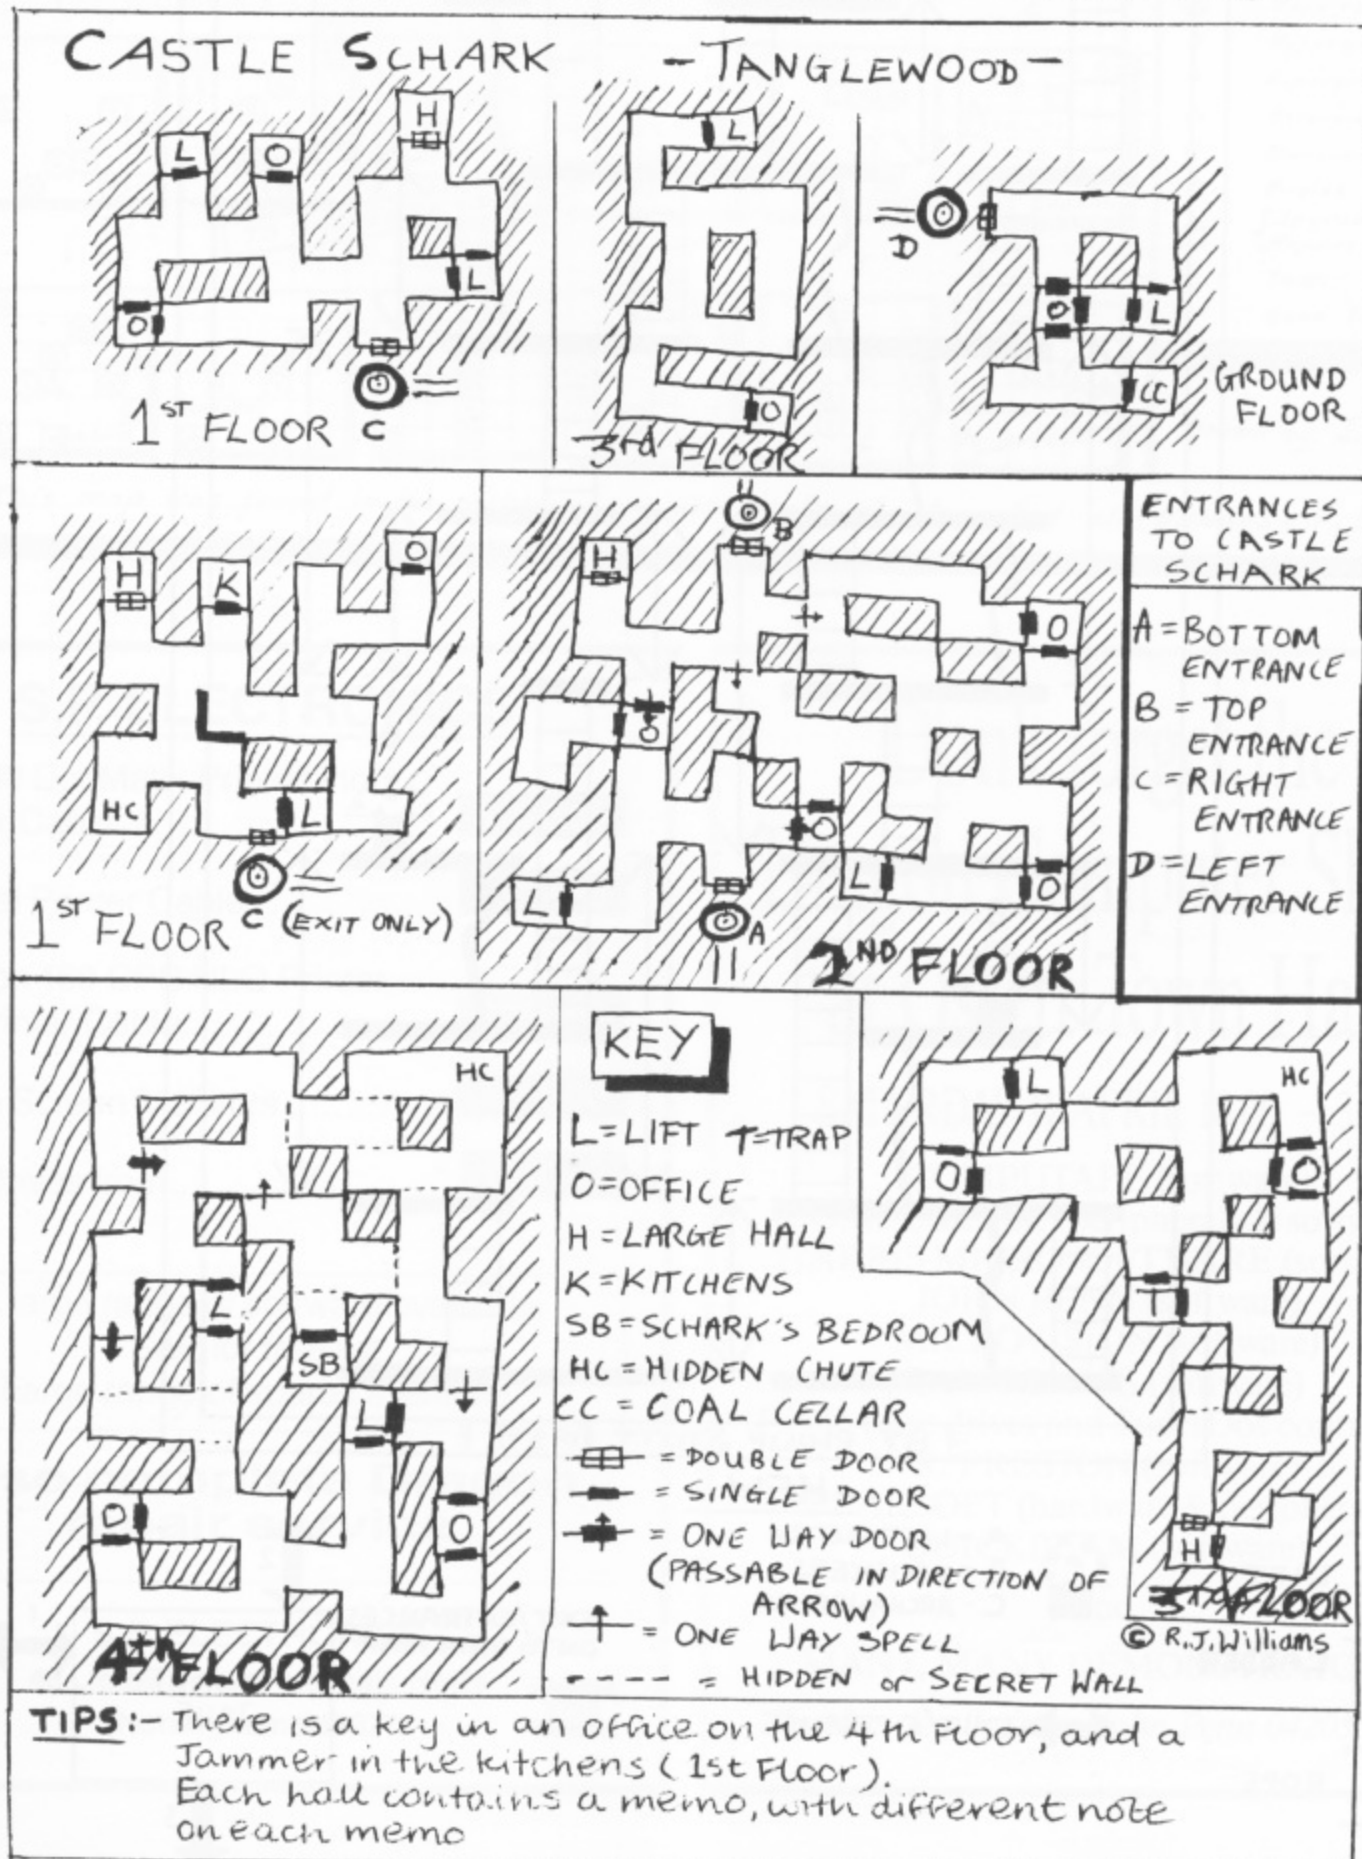 CASTLE SCHARK
-TANGLEWOOD-
L
O
H
O
L
1ST FLOOR C
L
O
3rd FLOOR
D
O
L
CC
GROUND
FLOOR
H
K
O
HC
L
1ST FLOOR
C (EXIT ONLY)
B
H
O
O
O
L
L
O
A
2ND FLOOR
ENTRANCES
TO CASTLE
SCHARK
A = BOTTOM
ENTRANCE
B = TOP
ENTRANCE
C = RIGHT
ENTRANCE
D = LEFT
ENTRANCE
HC
L
SB
L
O
O
4th FLOOR
KEY
L = LIFT T = TRAP
O = OFFICE
H = LARGE HALL
K = KITCHENS
SB = SCHARK'S BEDROOM
HC = HIDDEN CHUTE
CC = COAL CELLAR
= DOUBLE DOOR
= SINGLE DOOR
= ONE WAY DOOR
(PASSABLE IN DIRECTION OF
ARROW)
= ONE WAY SPELL
---- = HIDDEN or SECRET WALL
L
HC
O
O
T
H
FLOOR
© R.J.Williams
TIPS:- There is a key in an office on the 4th Floor, and a
Jammer in the kitchens (1st Floor).
Each hall contains a memo, with different note
on each memo